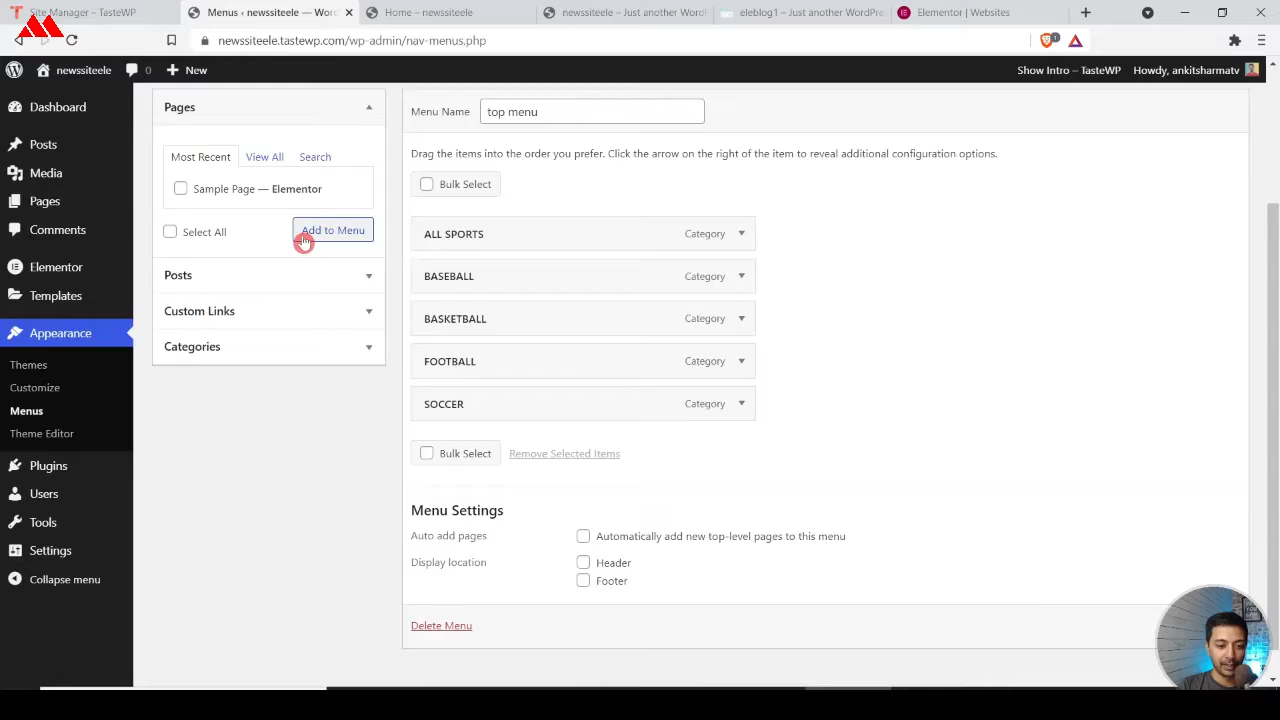 Site Manager – TasteWP
Menus ‹ newssiteele — Wor
Home – newssiteele
newssiteele – Just another WordP
eleblog1 – Just another WordPre
Elementor | Websites
newssiteele.tastewp.com/wp-admin/nav-menus.php
1
newssiteele
0
New
Show Intro – TasteWP
Howdy, ankitsharmatv
Dashboard
Posts
Media
Pages
Comments
Elementor
Templates
Appearance
Themes
Customize
Menus
Theme Editor
Plugins
Users
Tools
Settings
Collapse menu
Pages
Most Recent
View All
Search
Sample Page — Elementor
Select All
Add to Menu
Posts
Custom Links
Categories
Menu Name
top menu
Drag the items into the order you prefer. Click the arrow on the right of the item to reveal additional configuration options.
Bulk Select
ALL SPORTS Category
BASEBALL Category
BASKETBALL Category
FOOTBALL Category
SOCCER Category
Bulk Select
Remove Selected Items
Menu Settings
Auto add pages
Automatically add new top-level pages to this menu
Display location
Header
Footer
Delete Menu